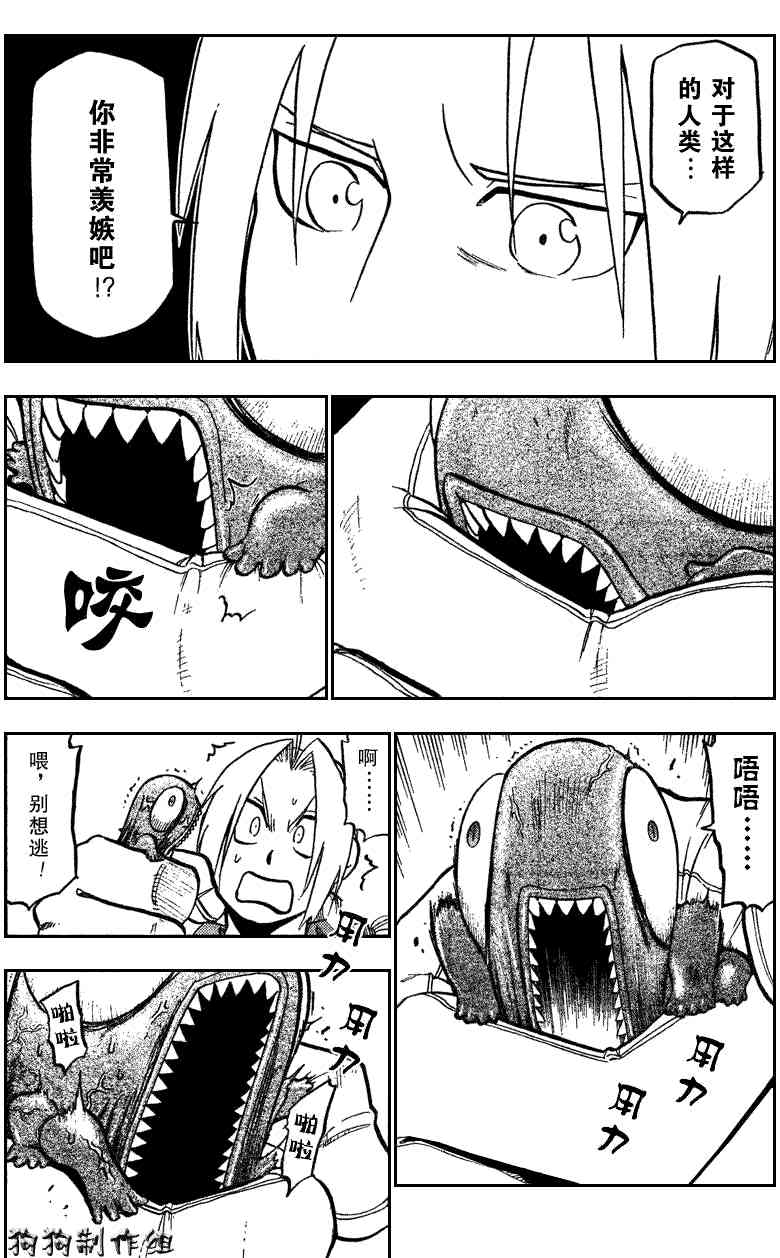 对于这样
的人类…
你非常羡嫉吧!?
咬
唔唔……
用力
用力
啊……
喂，别想逃！
用力
用力
啪啦
啪啦
狗狗制作组